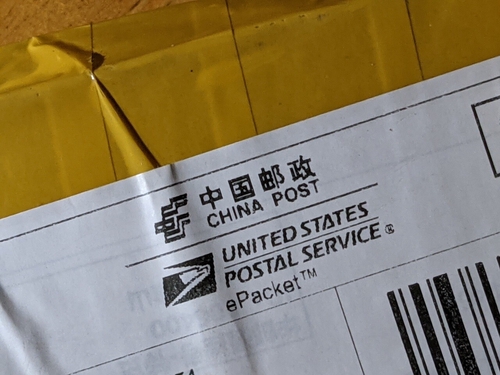 中国邮政
CHINA POST
UNITED STATES
POSTAL SERVICE®
ePacket™